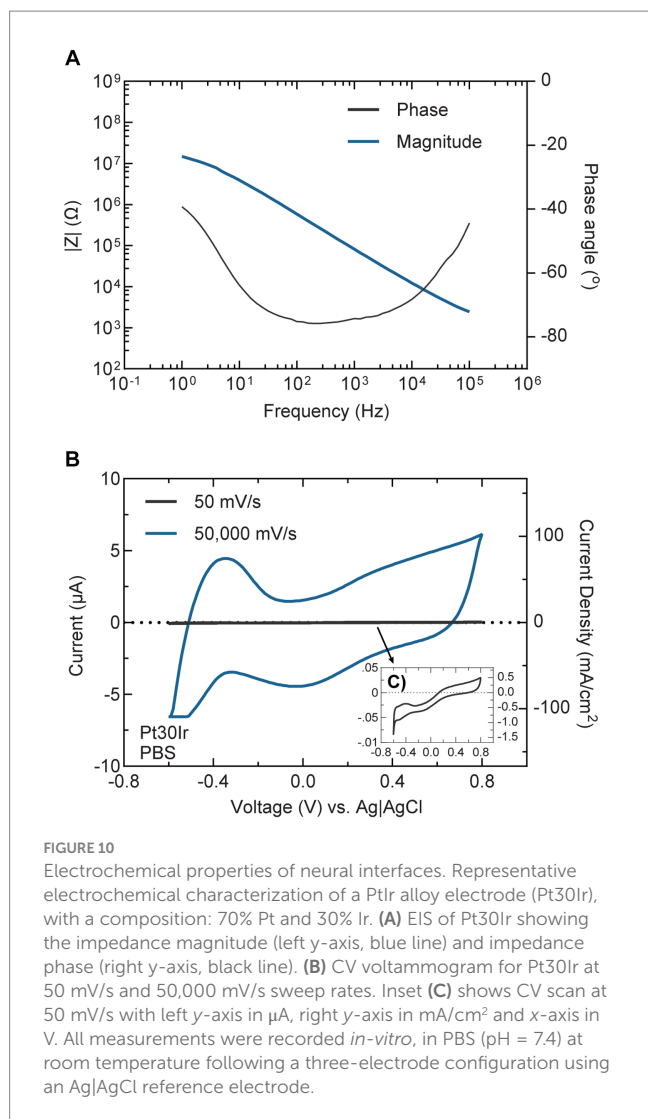 A
10⁹
10⁸
10⁷
10⁶
10⁵
10⁴
10³
10²
|Z| (Ω)
0
-20
-40
-60
-80
Phase angle (°)
Phase
Magnitude
10⁻¹ 10⁰ 10¹ 10² 10³ 10⁴ 10⁵ 10⁶
Frequency (Hz)
B
10
5
0
-5
-10
Current (µA)
50 mV/s
50,000 mV/s
100
0
-100
Current Density (mA/cm²)
Pt30Ir
PBS
C)
.05
0
-.05
-.01
0.5
0.0
-0.5
-1.0
-1.5
-0.8 -0.4 0.0 0.4 0.8
-0.8 -0.4 0.0 0.4 0.8
Voltage (V) vs. Ag|AgCl
FIGURE 10
Electrochemical properties of neural interfaces. Representative
electrochemical characterization of a PtIr alloy electrode (Pt30Ir),
with a composition: 70% Pt and 30% Ir. (A) EIS of Pt30Ir showing
the impedance magnitude (left y-axis, blue line) and impedance
phase (right y-axis, black line). (B) CV voltammogram for Pt30Ir at
50 mV/s and 50,000 mV/s sweep rates. Inset (C) shows CV scan at
50 mV/s with left y-axis in µA, right y-axis in mA/cm² and x-axis in
V. All measurements were recorded in-vitro, in PBS (pH = 7.4) at
room temperature following a three-electrode configuration using
an Ag|AgCl reference electrode.